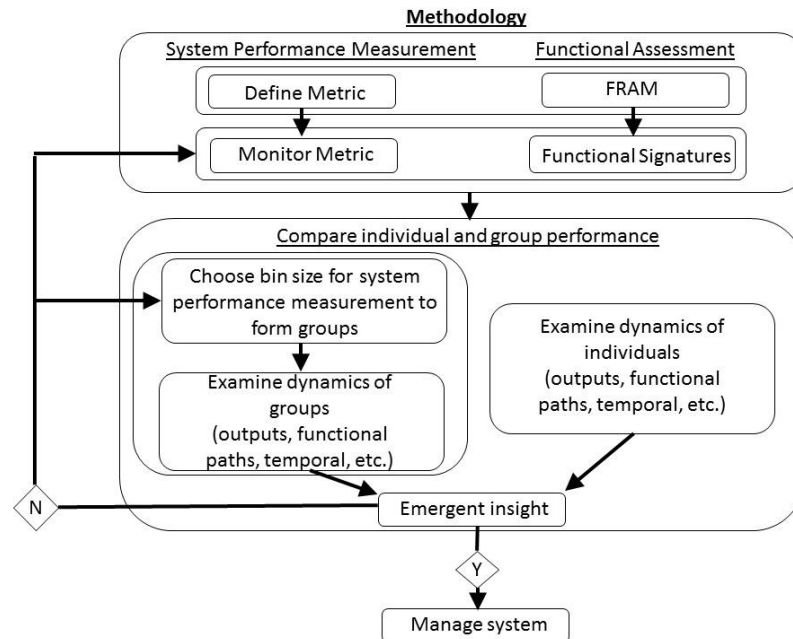 Methodology
System Performance Measurement
Functional Assessment
Define Metric
FRAM
Monitor Metric
Functional Signatures
Compare individual and group performance
Choose bin size for system
performance measurement to
form groups
Examine dynamics of
individuals
(outputs, functional
paths, temporal, etc.)
Examine dynamics of
groups
(outputs, functional
paths, temporal, etc.)
N
Emergent insight
Y
Manage system